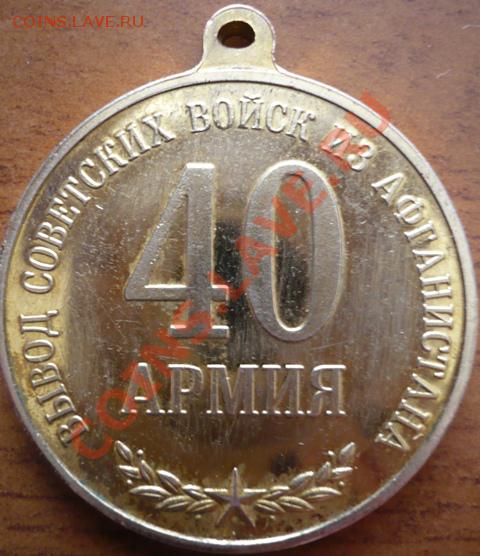 COINS.LAVE.RU
ВЫВОД СОВЕТСКИХ ВОЙСК ИЗ АФГАНИСТАНА
40
АРМИЯ
COINS.LAVE.RU